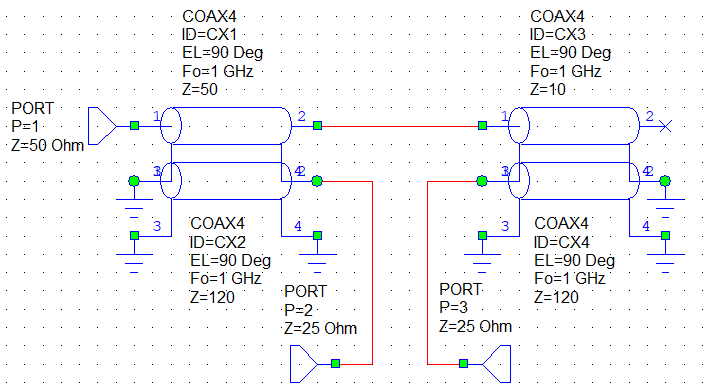 COAX4
ID=CX1
EL=90 Deg
Fo=1 GHz
Z=50
COAX4
ID=CX3
EL=90 Deg
Fo=1 GHz
Z=10
PORT
P=1
Z=50 Ohm
1
2
1
2
3
4
2
3
4
2
3
4
3
4
COAX4
ID=CX2
EL=90 Deg
Fo=1 GHz
Z=120
COAX4
ID=CX4
EL=90 Deg
Fo=1 GHz
Z=120
PORT
P=2
Z=25 Ohm
PORT
P=3
Z=25 Ohm